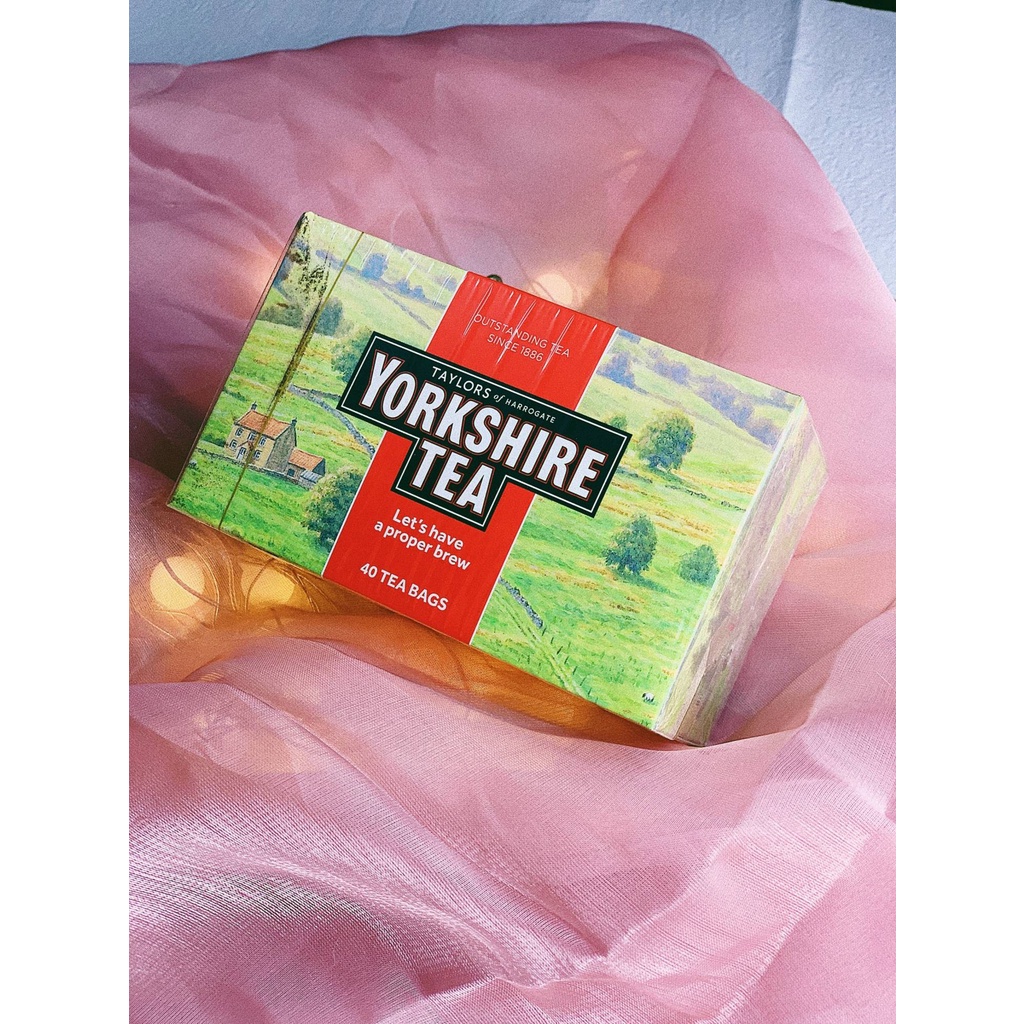 OUTSTANDING TEA
SINCE 1886
TAYLORS of HARROGATE
YORKSHIRE
TEA
Let's have
a proper brew
40 TEA BAGS